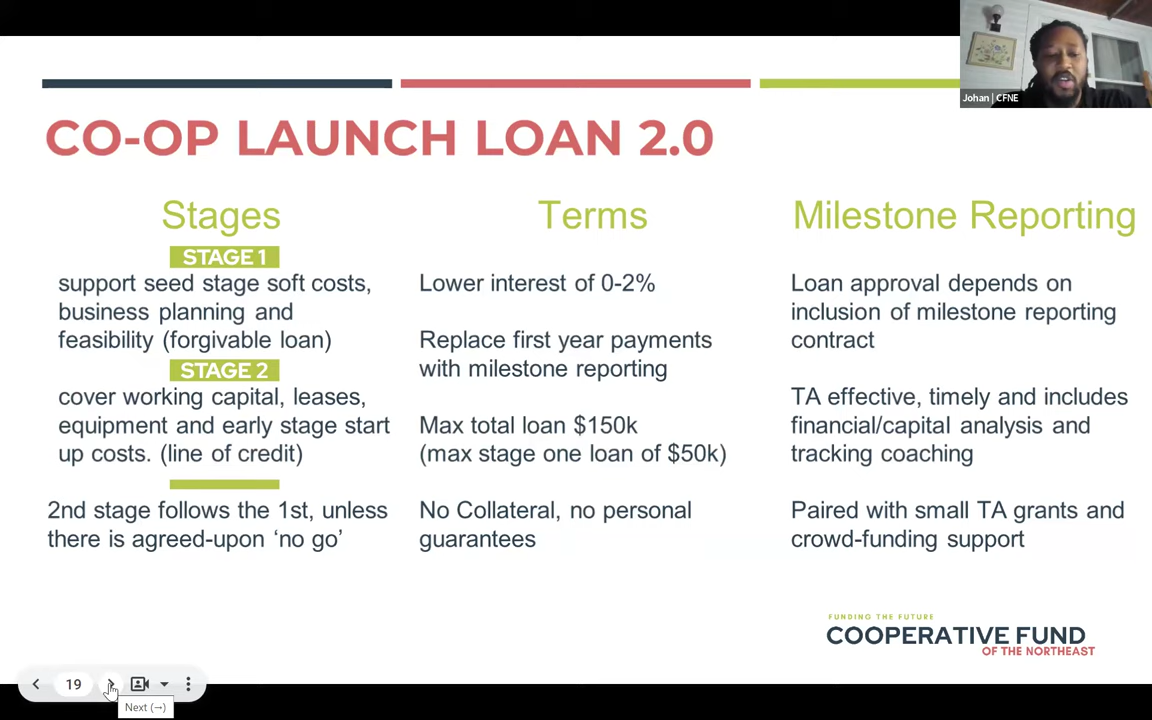 Johan | CFNE
CO-OP LAUNCH LOAN 2.0
Stages
STAGE 1
support seed stage soft costs,
business planning and
feasibility (forgivable loan)
STAGE 2
cover working capital, leases,
equipment and early stage start
up costs. (line of credit)
2nd stage follows the 1st, unless
there is agreed-upon ‘no go’
Terms
Lower interest of 0-2%
Replace first year payments
with milestone reporting
Max total loan $150k
(max stage one loan of $50k)
No Collateral, no personal
guarantees
Milestone Reporting
Loan approval depends on
inclusion of milestone reporting
contract
TA effective, timely and includes
financial/capital analysis and
tracking coaching
Paired with small TA grants and
crowd-funding support
FUNDING THE FUTURE
COOPERATIVE FUND
OF THE NORTHEAST
19
Next (→)